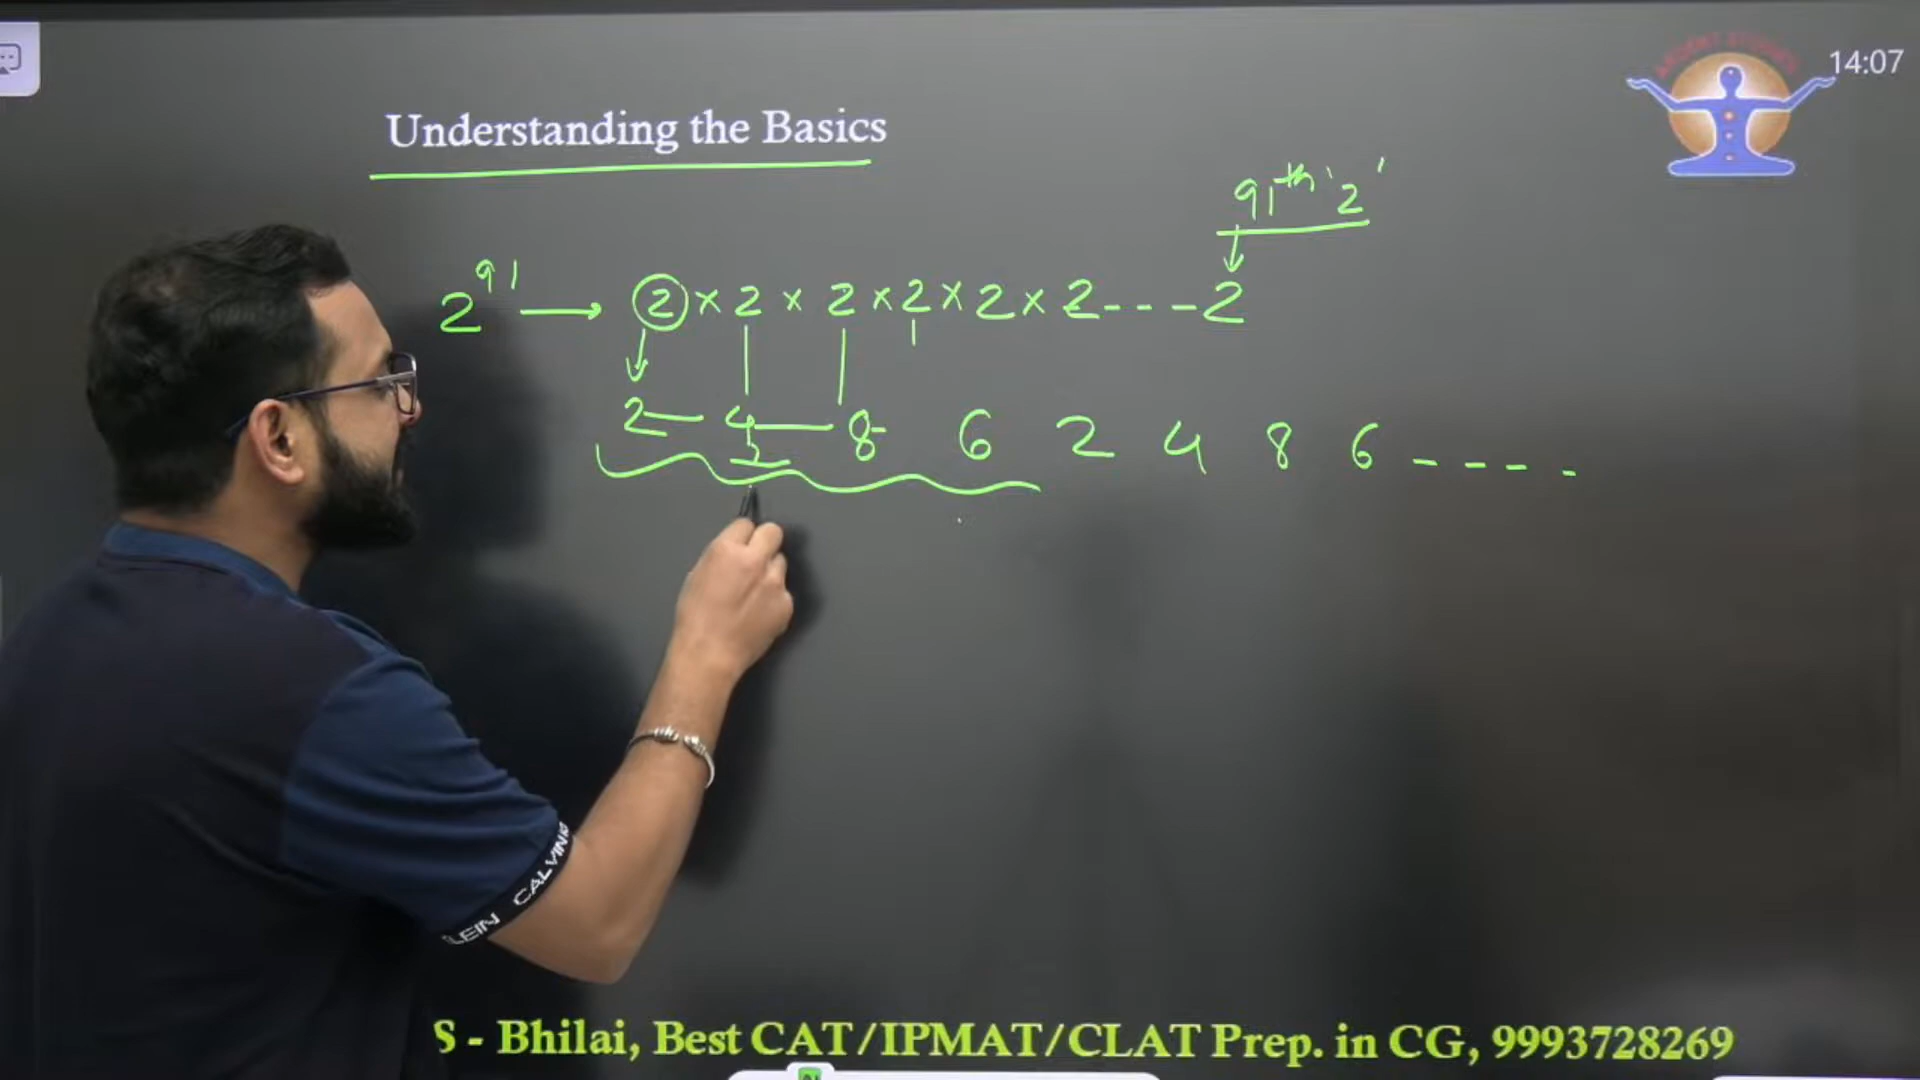 14:07
Understanding the Basics
91th '2'
2^91 → 2 × 2 × 2 × 2 × 2 × 2 - - - - 2
2 — 4 — 8 - 6 2 4 8 6 - - - -
KLEIN CALVIN K
S - Bhilai, Best CAT/IPMAT/CLAT Prep. in CG, 9993728269